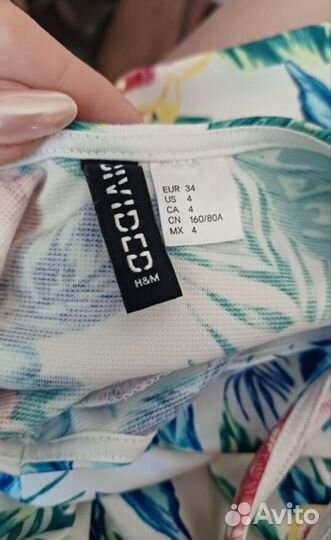 DIVIDED
H&M
EUR 34
US 4
CA 4
CN 160/80A
MX 4
Avito